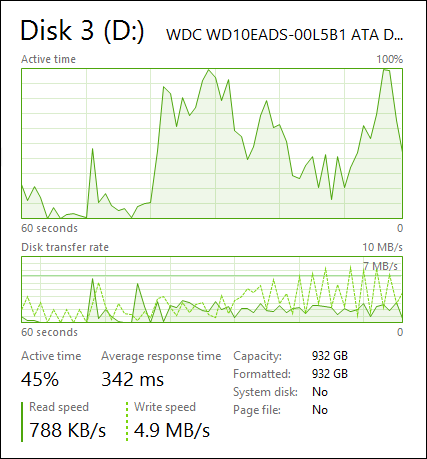 Disk 3 (D:) WDC WD10EADS-00L5B1 ATA D...
Active time 100%
60 seconds 0
Disk transfer rate 10 MB/s
7 MB/s
60 seconds 0
Active time Average response time Capacity: 932 GB
45% 342 ms Formatted: 932 GB
System disk: No
Read speed Write speed Page file: No
788 KB/s 4.9 MB/s